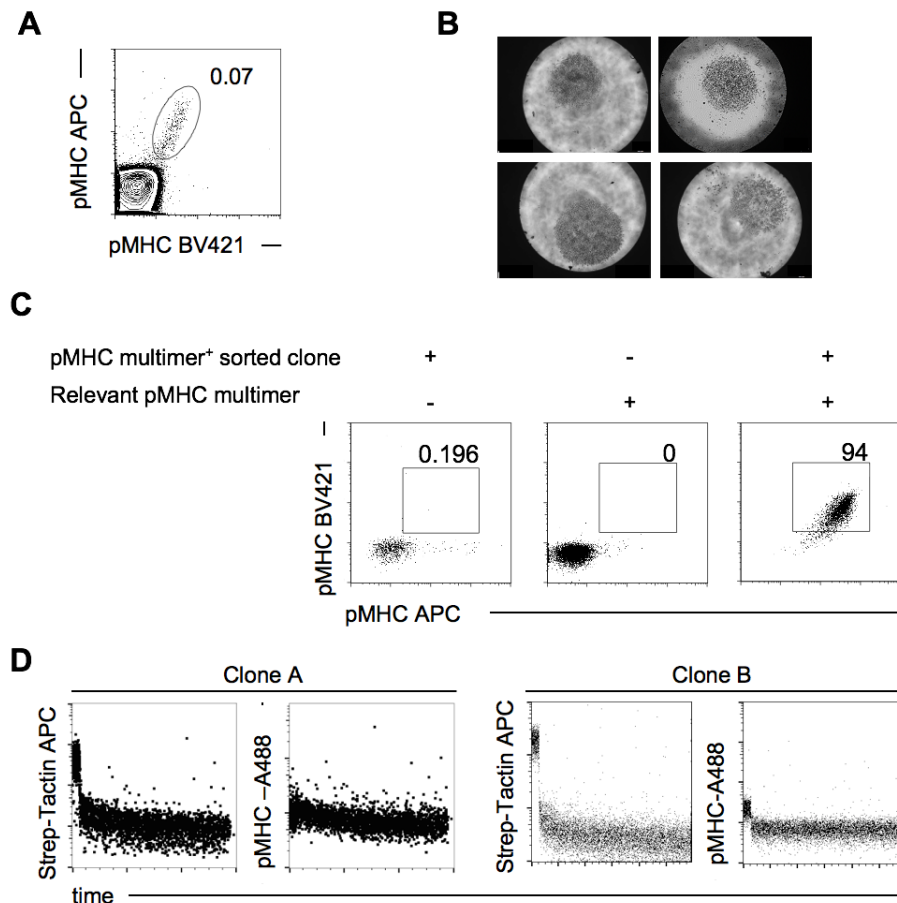 A
0.07
pMHC APC
pMHC BV421
B
C
pMHC multimer⁺ sorted clone + - +
Relevant pMHC multimer - + +
0.196 0 94
pMHC BV421
pMHC APC
D
Clone A Clone B
Strep-Tactin APC
pMHC –A488
Strep-Tactin APC
pMHC-A488
time